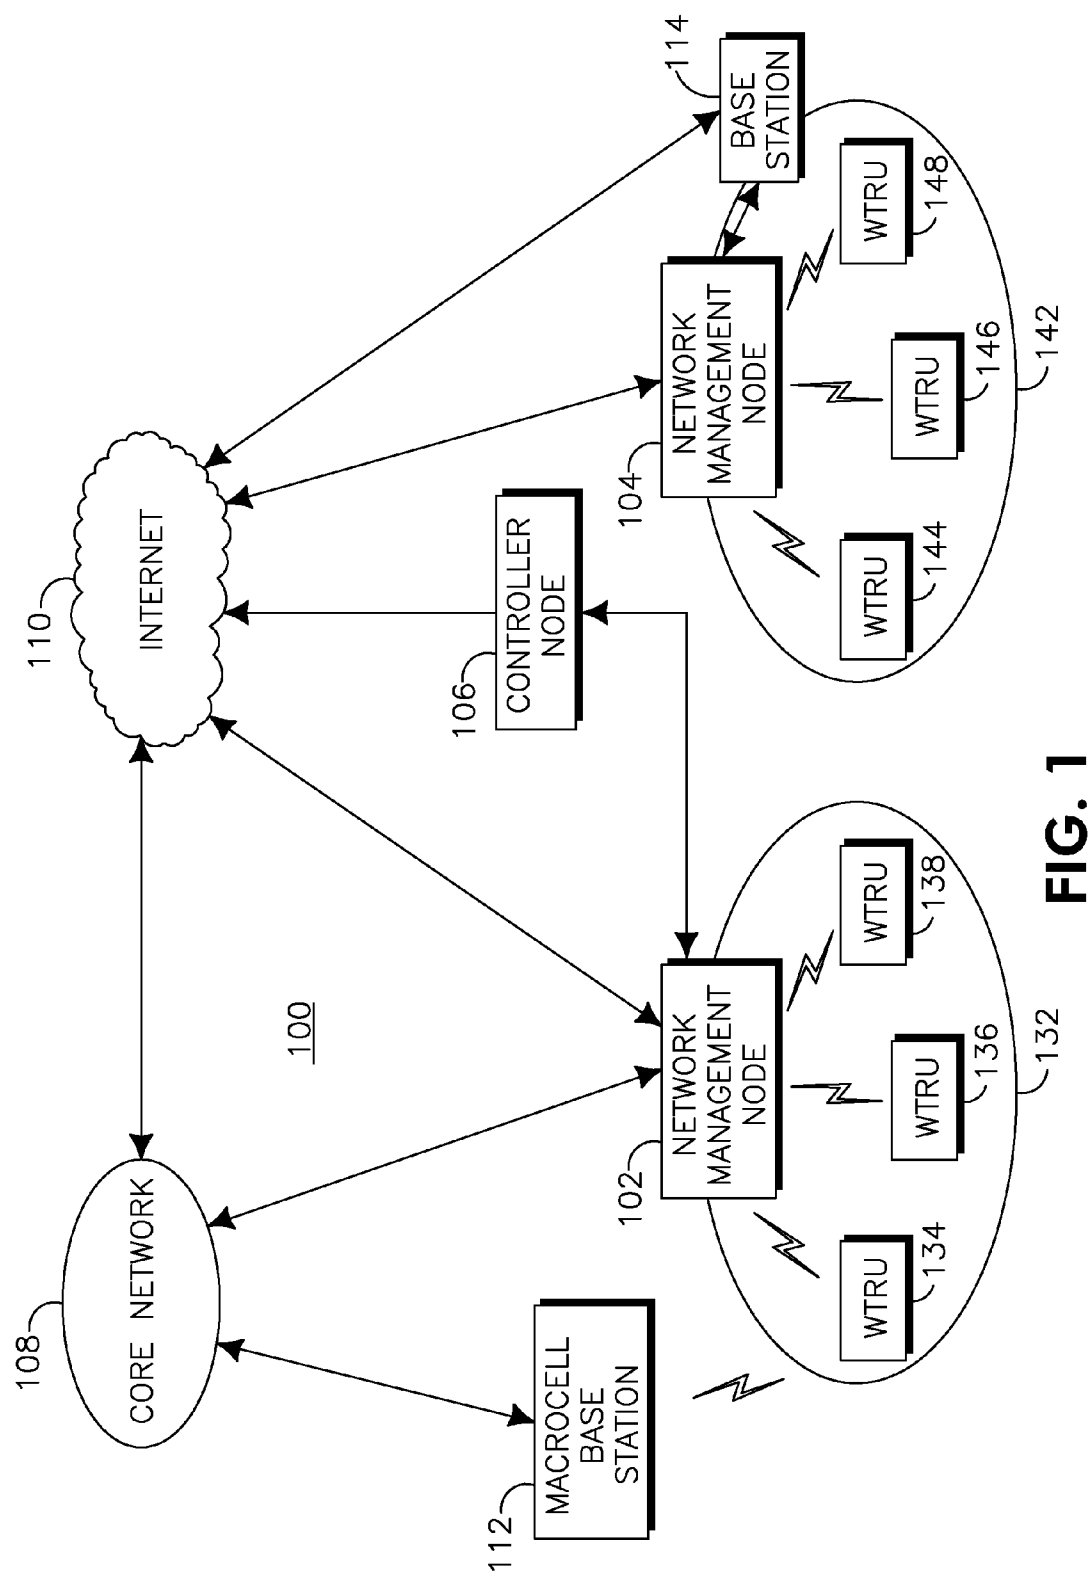 108
CORE NETWORK
110
INTERNET
100
112
MACROCELL
BASE
STATION
106
CONTROLLER
NODE
102
NETWORK
MANAGEMENT
NODE
104
NETWORK
MANAGEMENT
NODE
114
BASE
STATION
WTRU
134
WTRU
136
WTRU
138
132
WTRU
144
WTRU
146
WTRU
148
142
FIG. 1